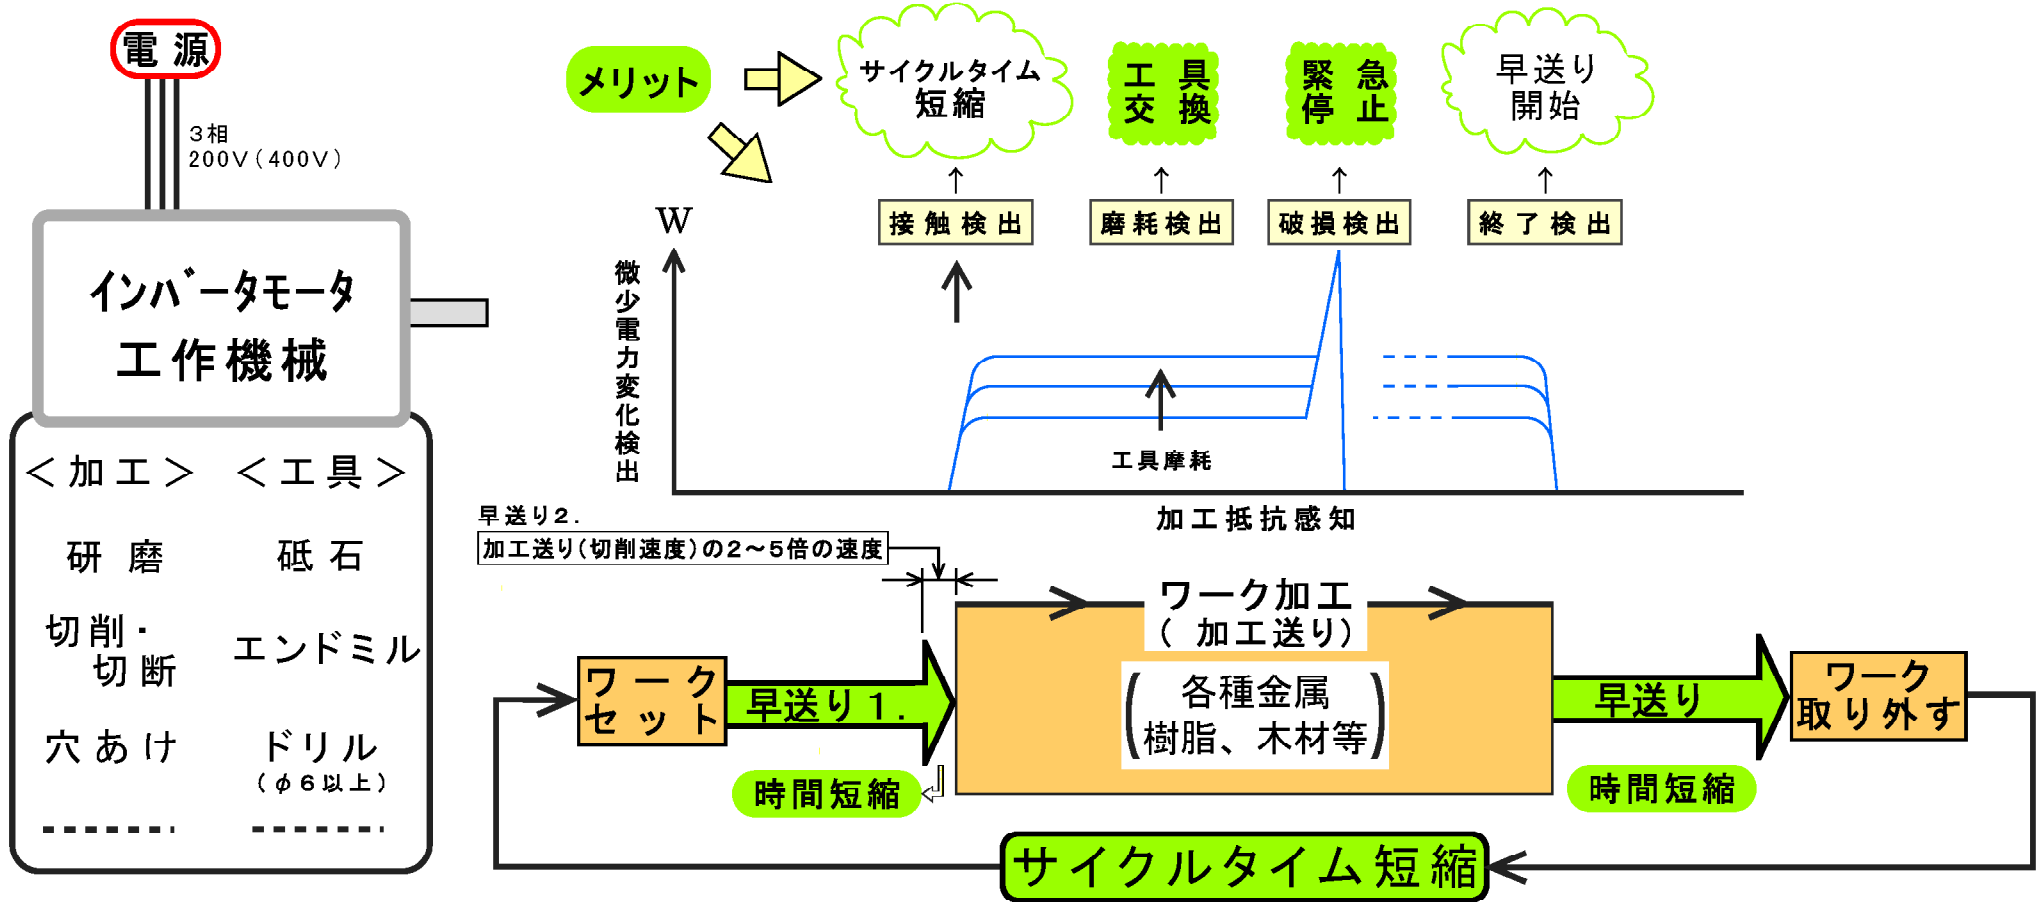 電源
3相
200V(400V)
インバータモータ
工作機械
＜加工＞
＜工具＞
研磨
砥石
切削・
切断
エンドミル
穴あけ
ドリル
(φ6以上)
メリット
サイクルタイム
短縮
工具
交換
緊急
停止
早送り
開始
↑
↑
↑
↑
接触検出
磨耗検出
破損検出
終了検出
W
微少電力変化検出
工具摩耗
加工抵抗感知
早送り2.
加工送り(切削速度)の2～5倍の速度
ワーク
セット
早送り1.
時間短縮
ワーク加工
(加工送り)
各種金属
樹脂、木材等
早送り
時間短縮
ワーク
取り外す
サイクルタイム短縮